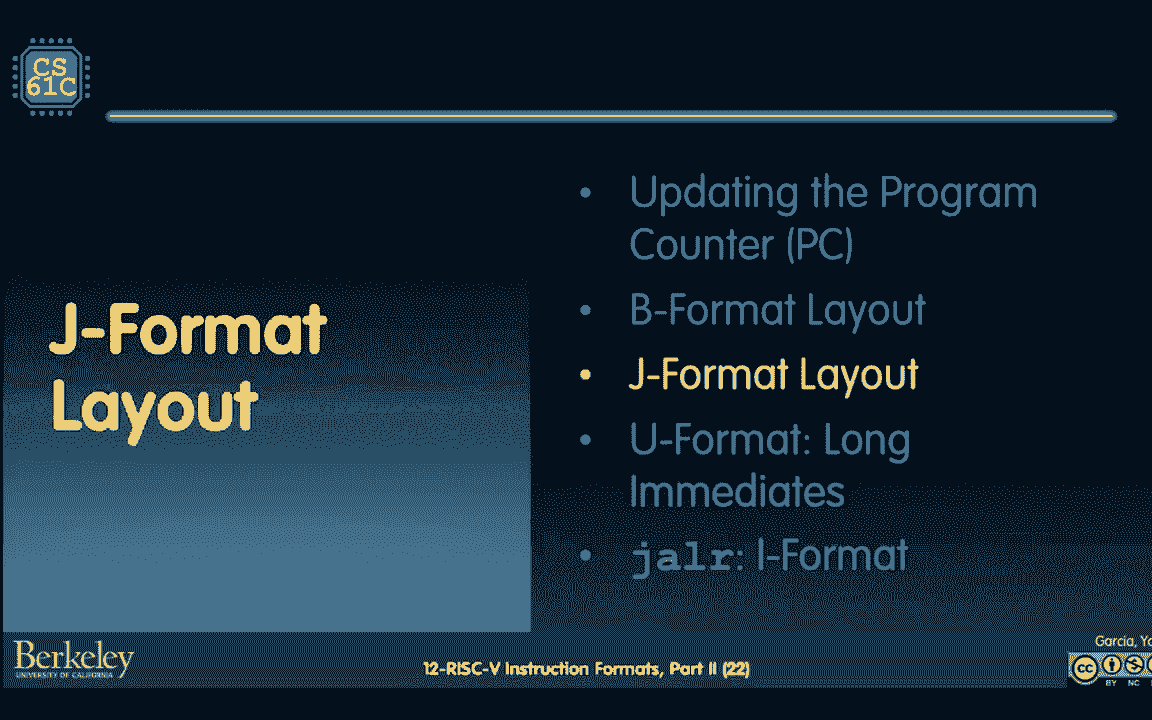 CS
61C
J-Format
Layout
• Updating the Program
Counter (PC)
• B-Format Layout
• J-Format Layout
• U-Format: Long
Immediates
• jalr: I-Format
Berkeley
UNIVERSITY OF CALIFORNIA
12-RISC-V Instruction Formats, Part II (22)
Garcia,
cc
BY NC